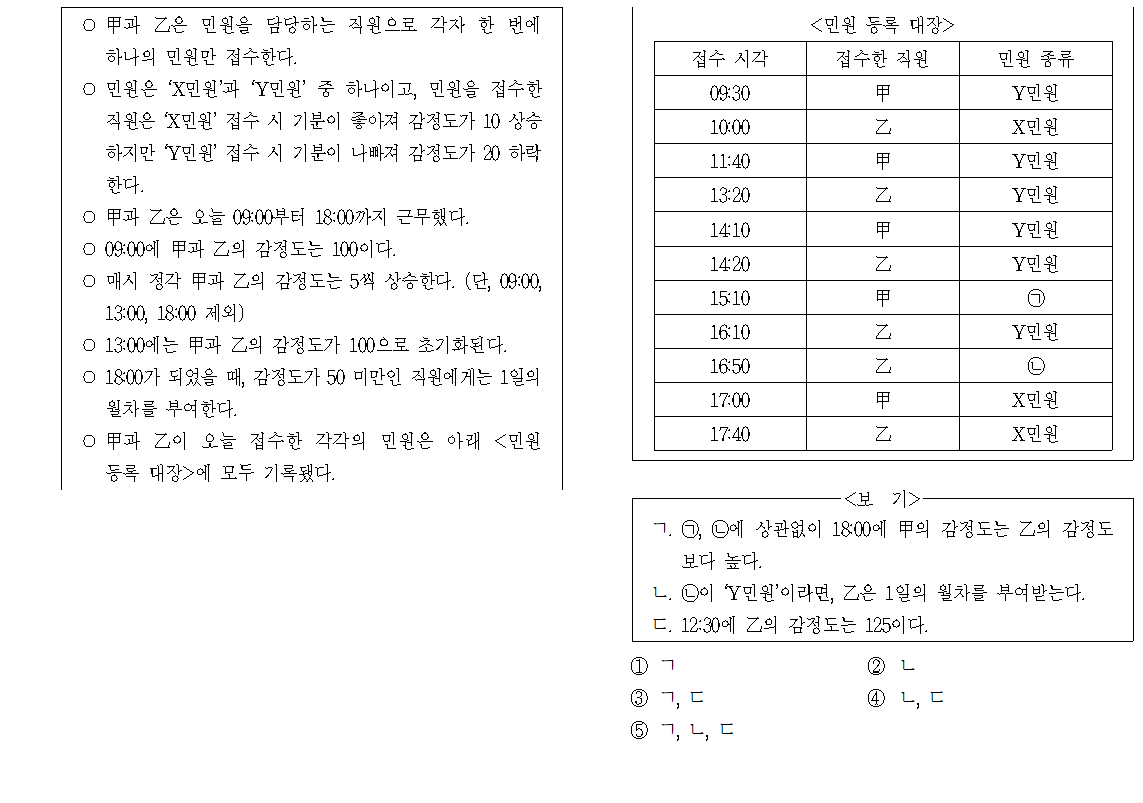 ○ 甲과 乙은 민원을 담당하는 직원으로 각자 한 번에
하나의 민원만 접수한다.
○ 민원은 ‘X민원’과 ‘Y민원’ 중 하나이고, 민원을 접수한
직원은 ‘X민원’ 접수 시 기분이 좋아져 감정도가 10 상승
하지만 ‘Y민원’ 접수 시 기분이 나빠져 감정도가 20 하락
한다.
○ 甲과 乙은 오늘 09:00부터 18:00까지 근무했다.
○ 09:00에 甲과 乙의 감정도는 100이다.
○ 매시 정각 甲과 乙의 감정도는 5씩 상승한다. (단, 09:00,
13:00, 18:00 제외)
○ 13:00에는 甲과 乙의 감정도가 100으로 초기화된다.
○ 18:00가 되었을 때, 감정도가 50 미만인 직원에게는 1일의
월차를 부여한다.
○ 甲과 乙이 오늘 접수한 각각의 민원은 아래 <민원
등록 대장>에 모두 기록됐다.
<민원 등록 대장>
접수 시각 접수한 직원 민원 종류
09:30 甲 Y민원
10:00 乙 X민원
11:40 甲 Y민원
13:20 乙 Y민원
14:10 甲 Y민원
14:20 乙 Y민원
15:10 甲 ㉠
16:10 乙 Y민원
16:50 乙 ㉡
17:00 甲 X민원
17:40 乙 X민원
<보 기>
ㄱ. ㉠, ㉡에 상관없이 18:00에 甲의 감정도는 乙의 감정도
보다 높다.
ㄴ. ㉡이 ‘Y민원’이라면, 乙은 1일의 월차를 부여받는다.
ㄷ. 12:30에 乙의 감정도는 125이다.
① ㄱ ② ㄴ
③ ㄱ, ㄷ ④ ㄴ, ㄷ
⑤ ㄱ, ㄴ, ㄷ